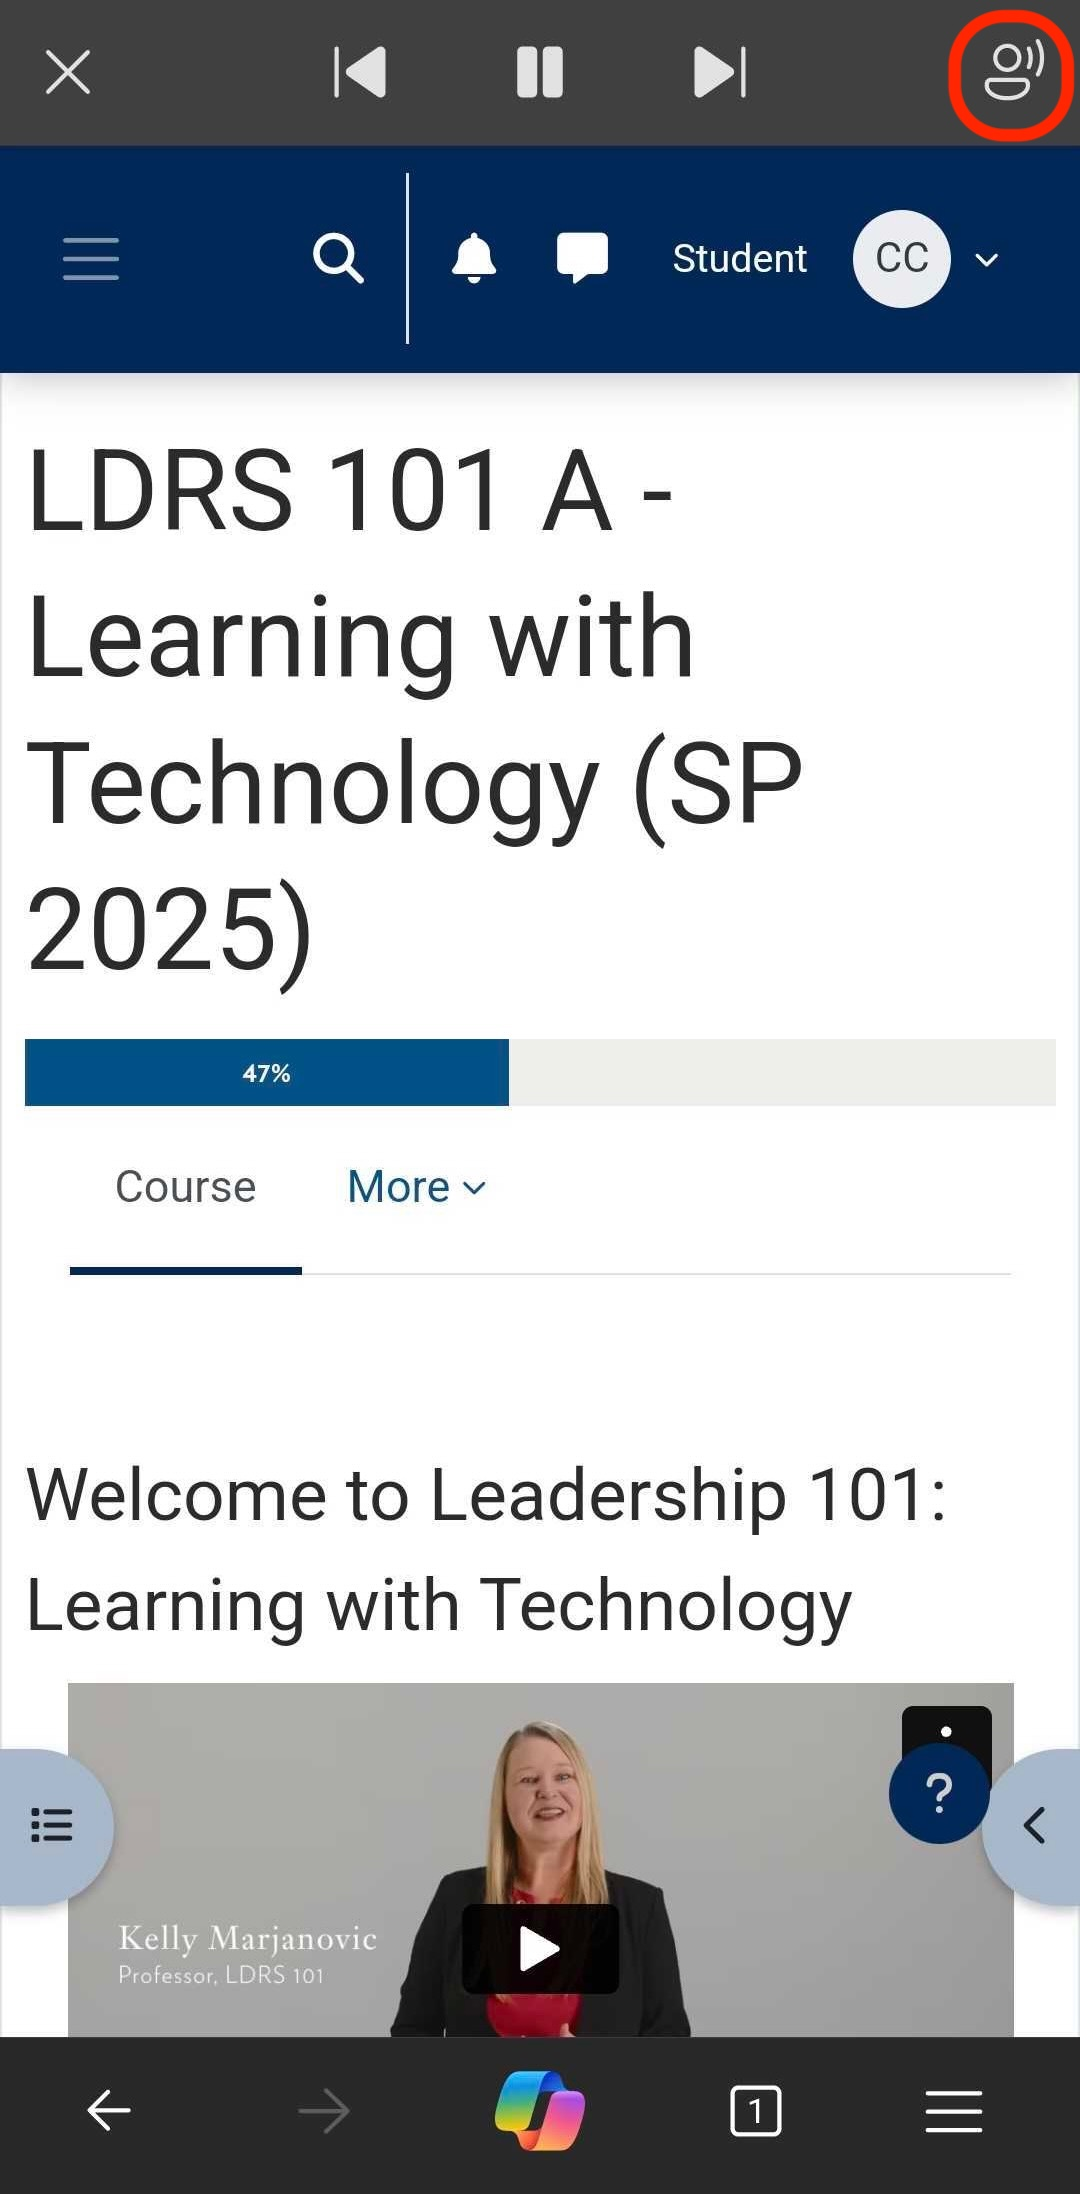 Student
CC
LDRS 101 A -
Learning with
Technology (SP
2025)
47%
Course
More
Welcome to Leadership 101:
Learning with Technology
?
Kelly Marjanovic
Professor, LDRS 101
1